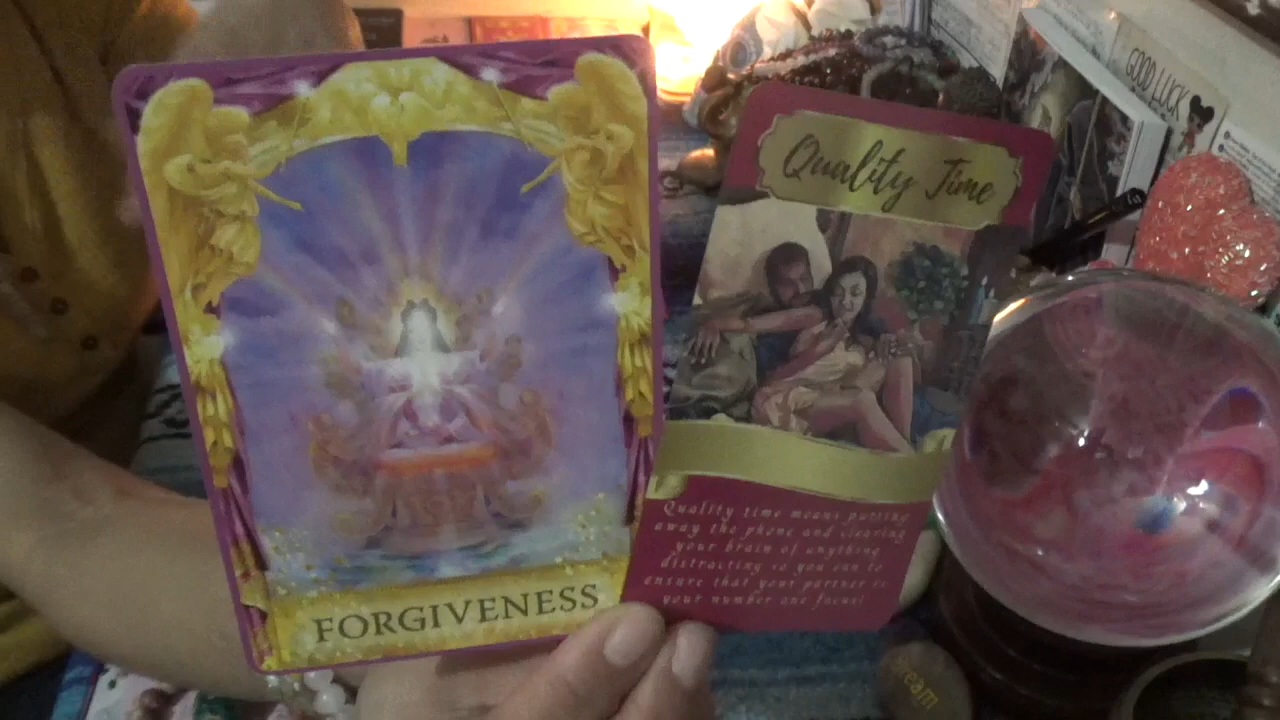 GOOD LUCK
Quality Time
Quality time means putting
away the phone and clearing
your brain of anything
distracting so you can to
ensure that your partner is
your number one focus!
FORGIVENESS
Dream